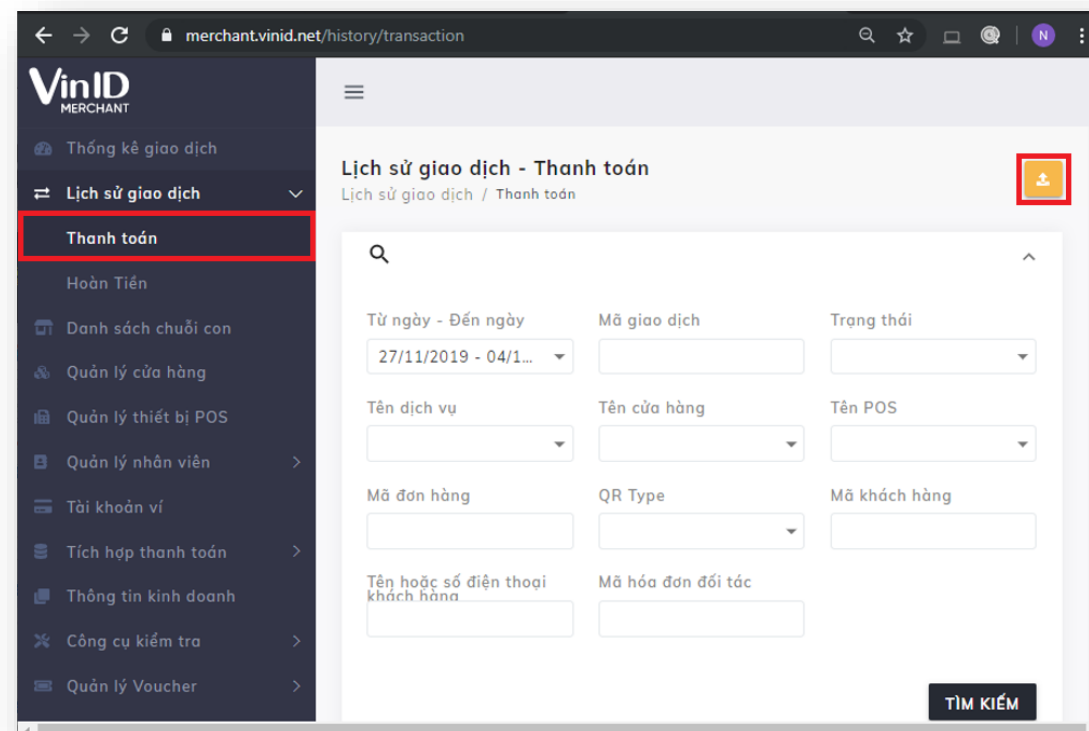 merchant.vinid.net/history/transaction
N
VinID
MERCHANT
Thống kê giao dịch
Lịch sử giao dịch
Thanh toán
Hoàn Tiền
Danh sách chuỗi con
Quản lý cửa hàng
Quản lý thiết bị POS
Quản lý nhân viên
Tài khoản ví
Tích hợp thanh toán
Thông tin kinh doanh
Công cụ kiểm tra
Quản lý Voucher
Lịch sử giao dịch - Thanh toán
Lịch sử giao dịch / Thanh toán
Từ ngày - Đến ngày Mã giao dịch Trạng thái
27/11/2019 - 04/1...
Tên dịch vụ Tên cửa hàng Tên POS
Mã đơn hàng QR Type Mã khách hàng
Tên hoặc số điện thoại Mã hóa đơn đối tác
khách hàng
TÌM KIẾM